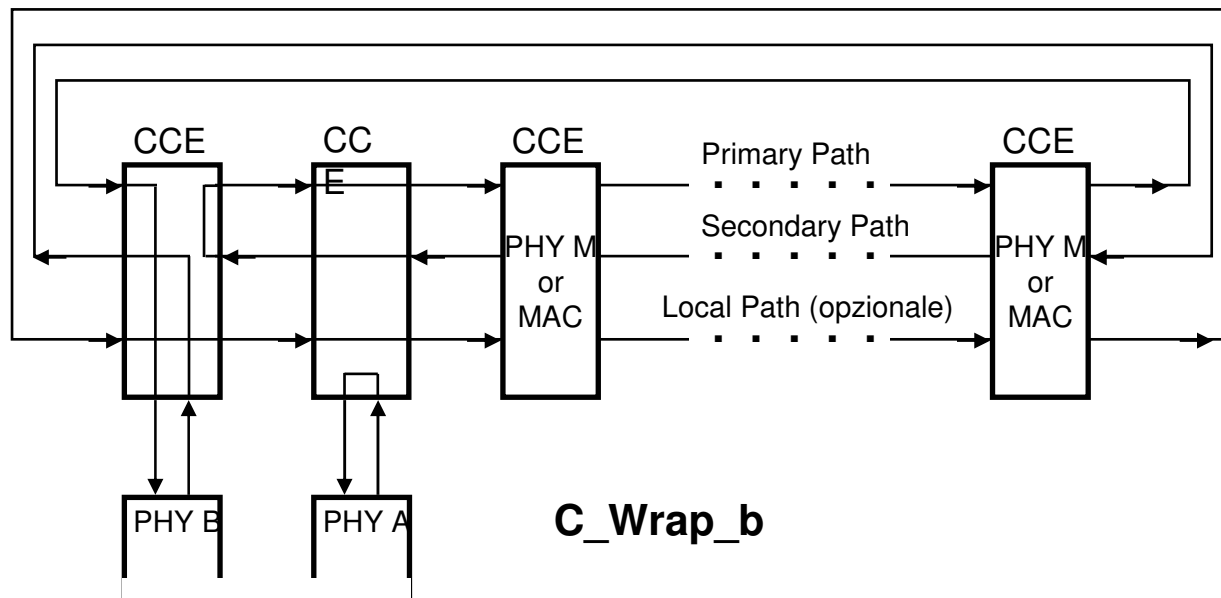 CCE
CC
E
CCE
CCE
Primary Path
Secondary Path
Local Path (opzionale)
PHY M
or
MAC
PHY M
or
MAC
PHY B
PHY A
C_Wrap_b